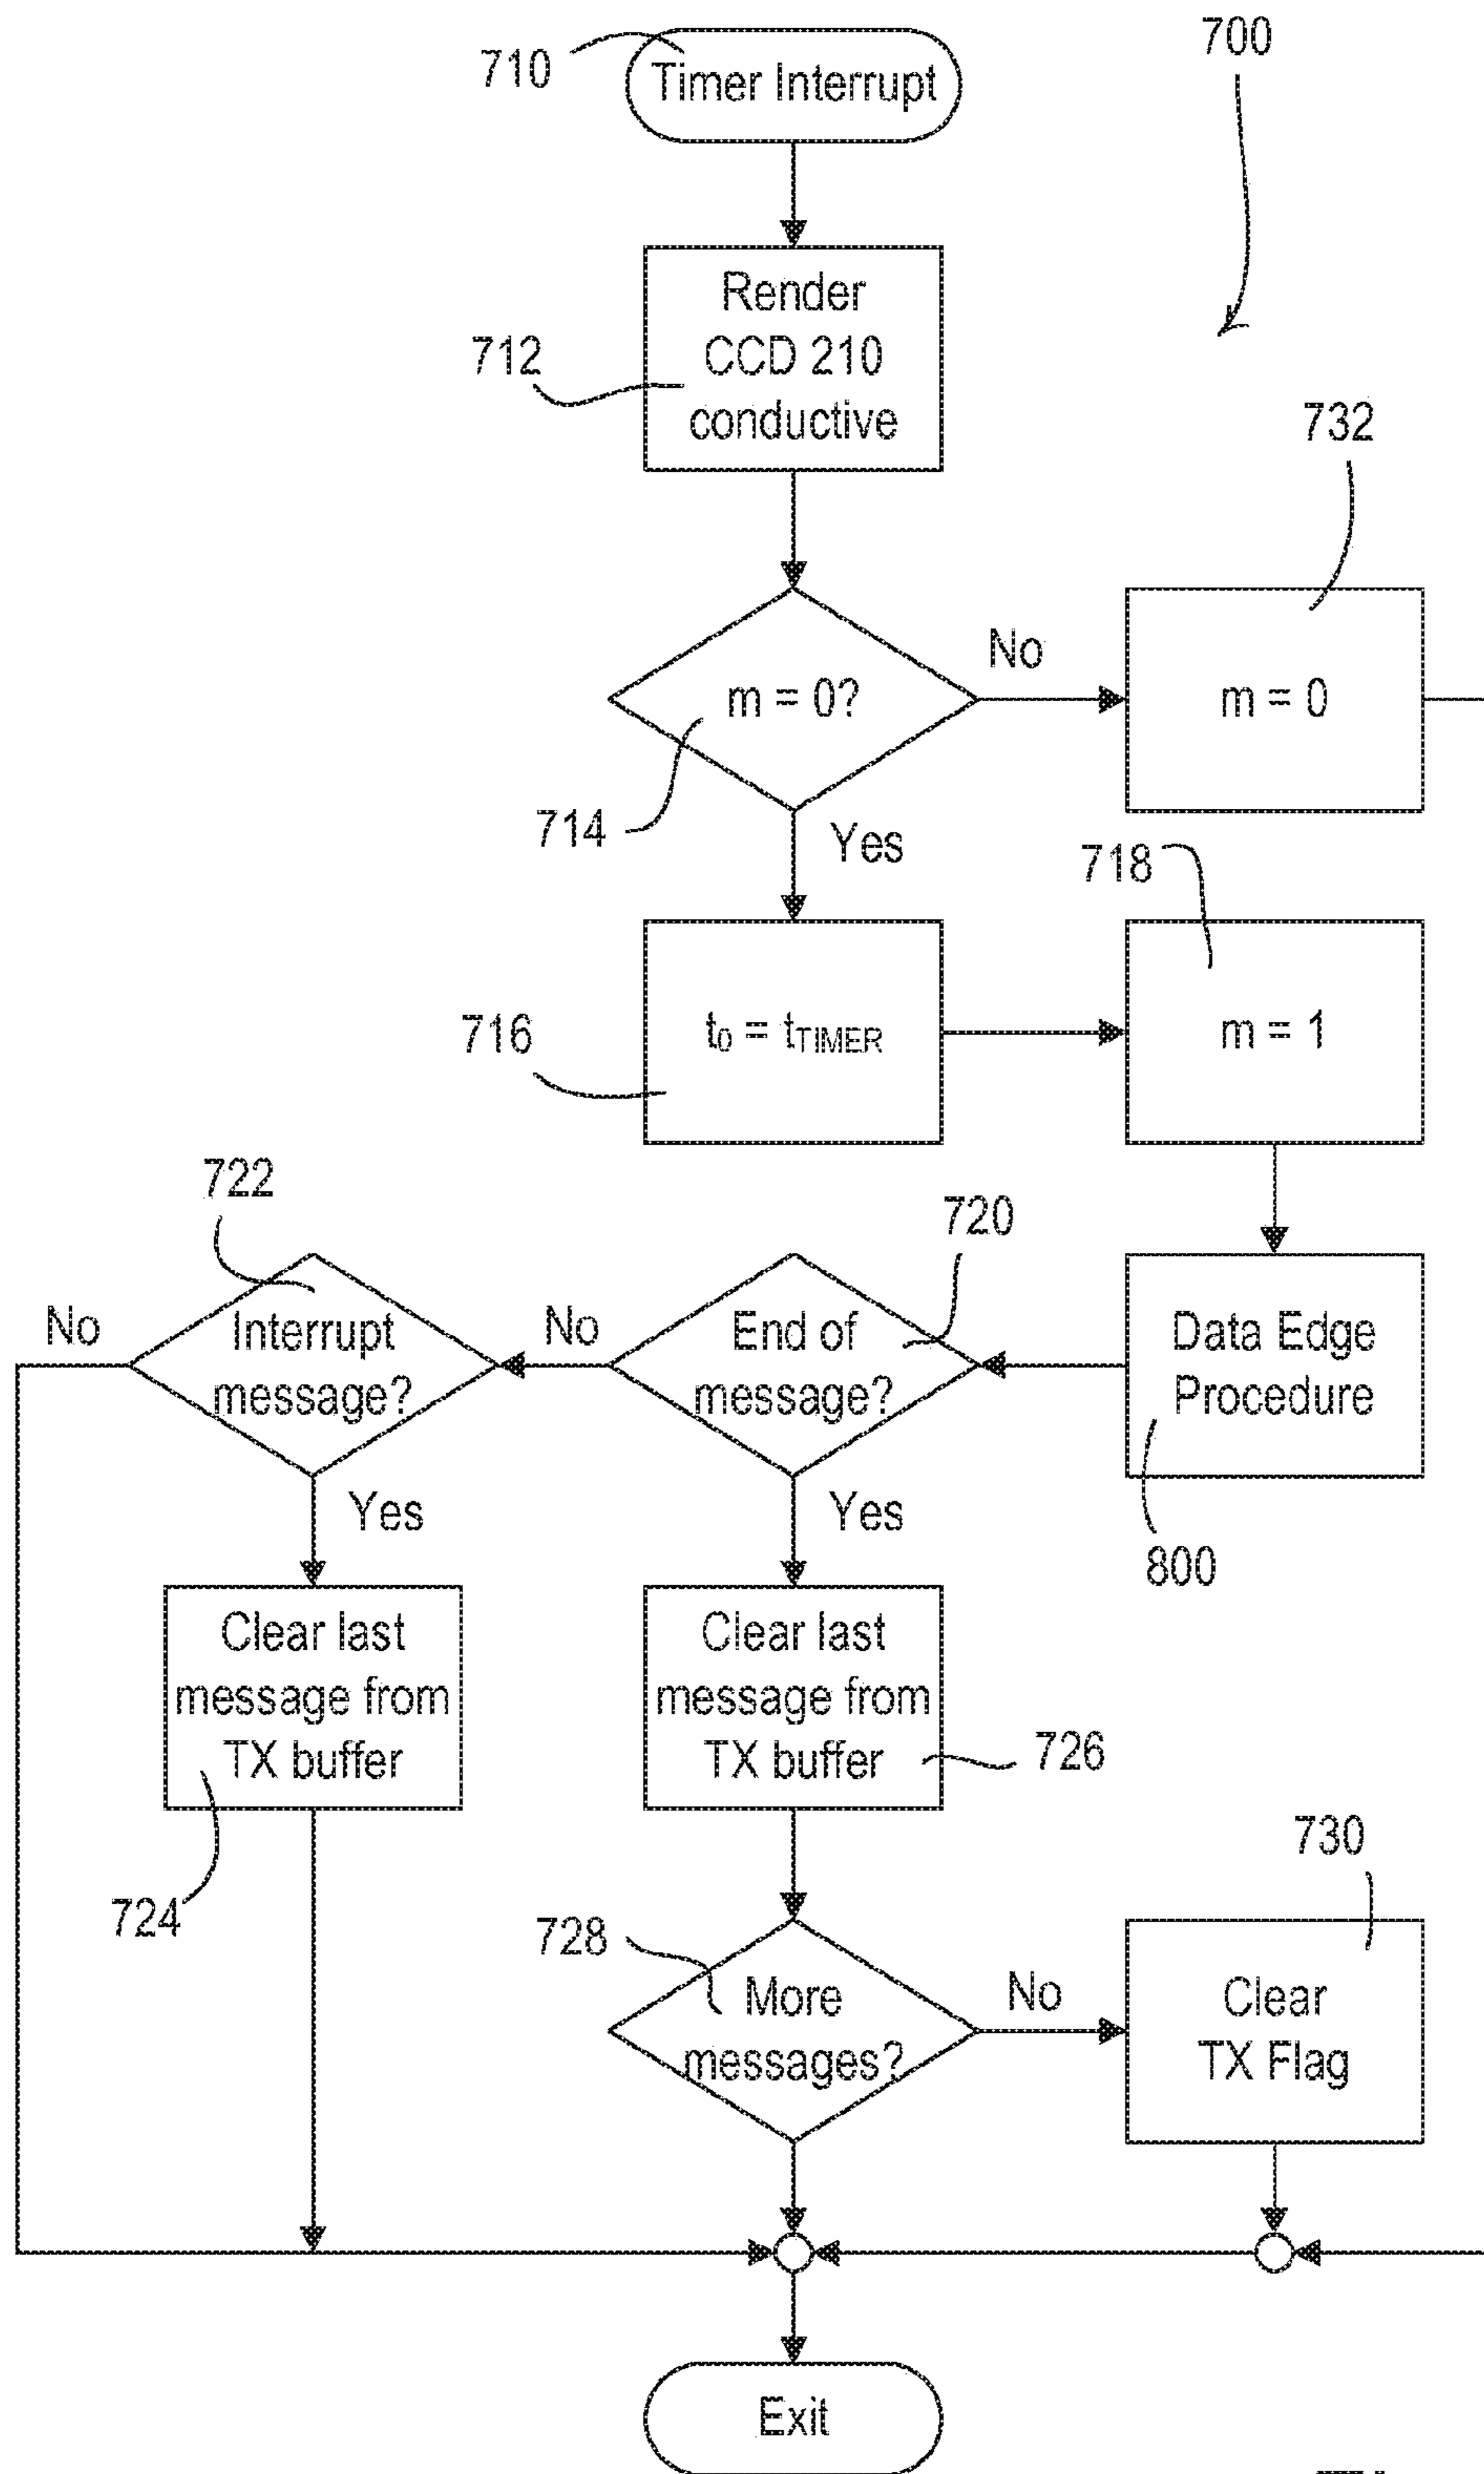 700
710
Timer Interrupt
Render
CCD 210
conductive
712
732
m = 0?
No
m = 0
714
Yes
718
716
t₀ = tTIMER
m = 1
722
720
No
Interrupt
message?
No
End of
message?
Data Edge
Procedure
Yes
Yes
800
Clear last
message from
TX buffer
Clear last
message from
TX buffer
726
724
730
728
More
messages?
No
Clear
TX Flag
Exit